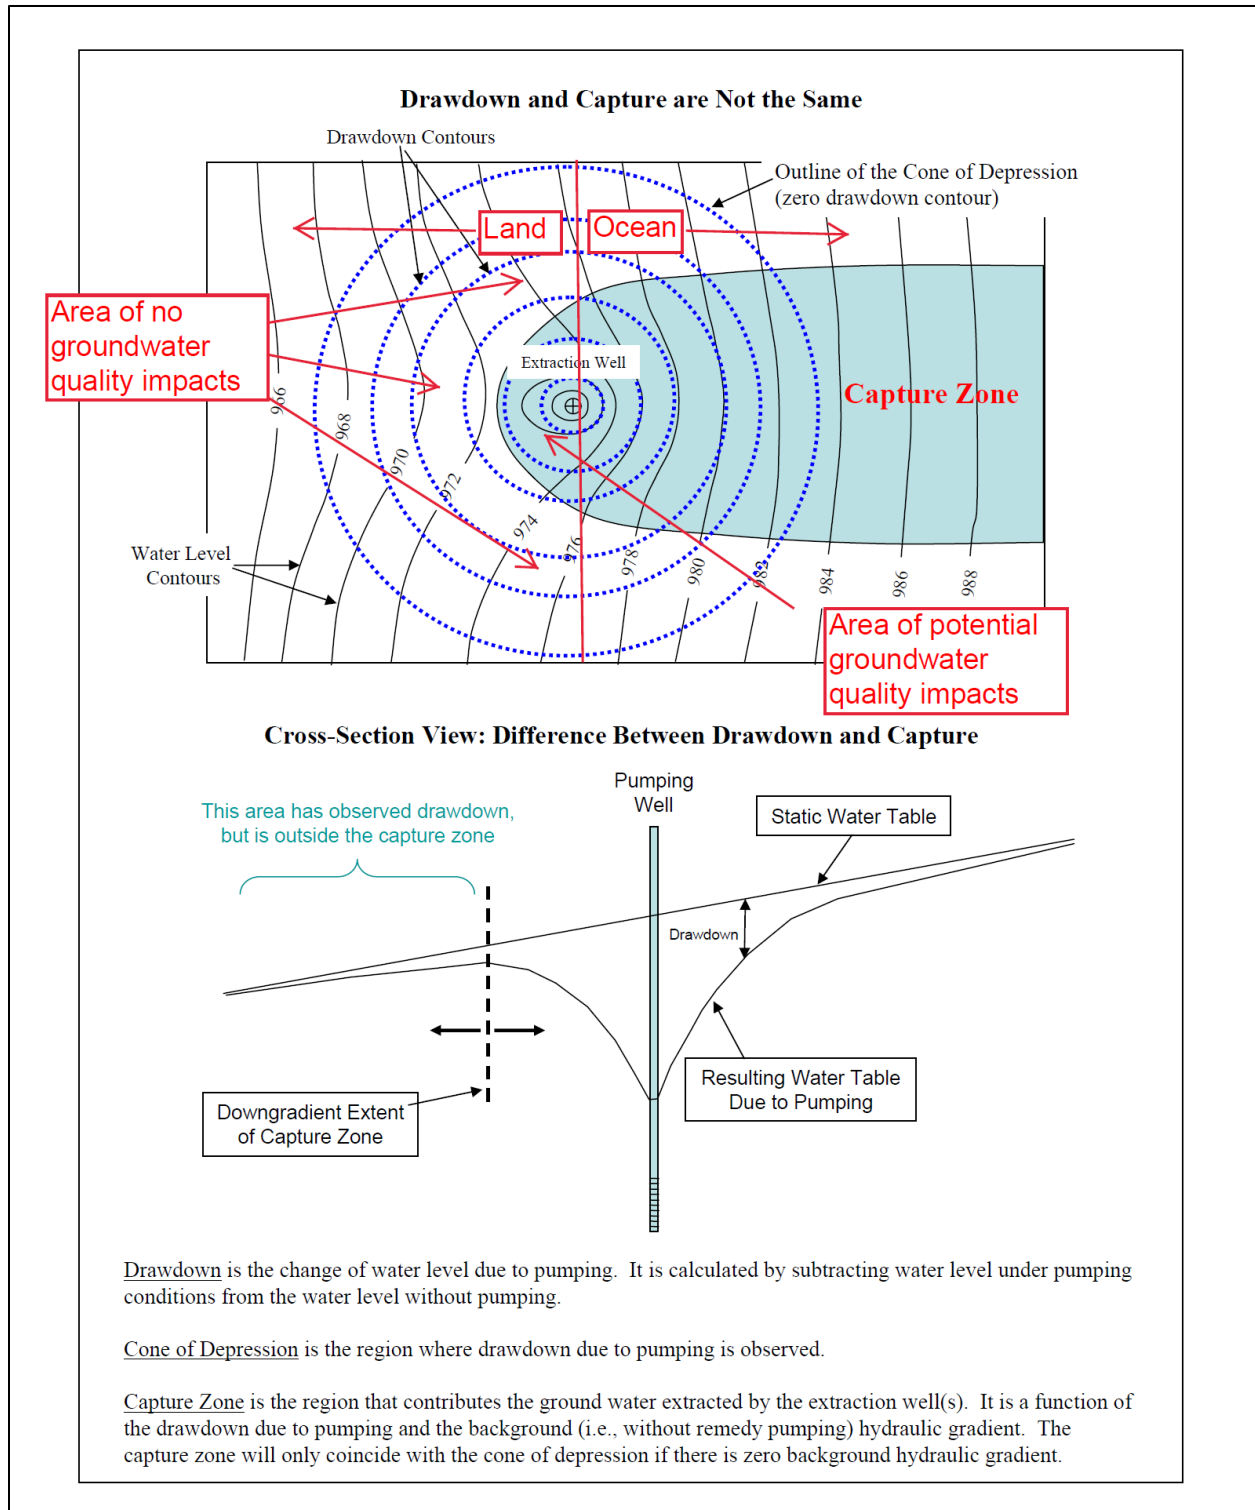 Drawdown and Capture are Not the Same
Drawdown Contours
Outline of the Cone of Depression
(zero drawdown contour)
Land
Ocean
Area of no
groundwater
quality impacts
Extraction Well
Capture Zone
966
968
970
972
974
976
978
980
982
984
986
988
Water Level
Contours
Area of potential
groundwater
quality impacts
Cross-Section View: Difference Between Drawdown and Capture
Pumping
Well
This area has observed drawdown,
but is outside the capture zone
Static Water Table
Drawdown
Resulting Water Table
Due to Pumping
Downgradient Extent
of Capture Zone
Drawdown is the change of water level due to pumping. It is calculated by subtracting water level under pumping
conditions from the water level without pumping.
Cone of Depression is the region where drawdown due to pumping is observed.
Capture Zone is the region that contributes the ground water extracted by the extraction well(s). It is a function of
the drawdown due to pumping and the background (i.e., without remedy pumping) hydraulic gradient. The
capture zone will only coincide with the cone of depression if there is zero background hydraulic gradient.